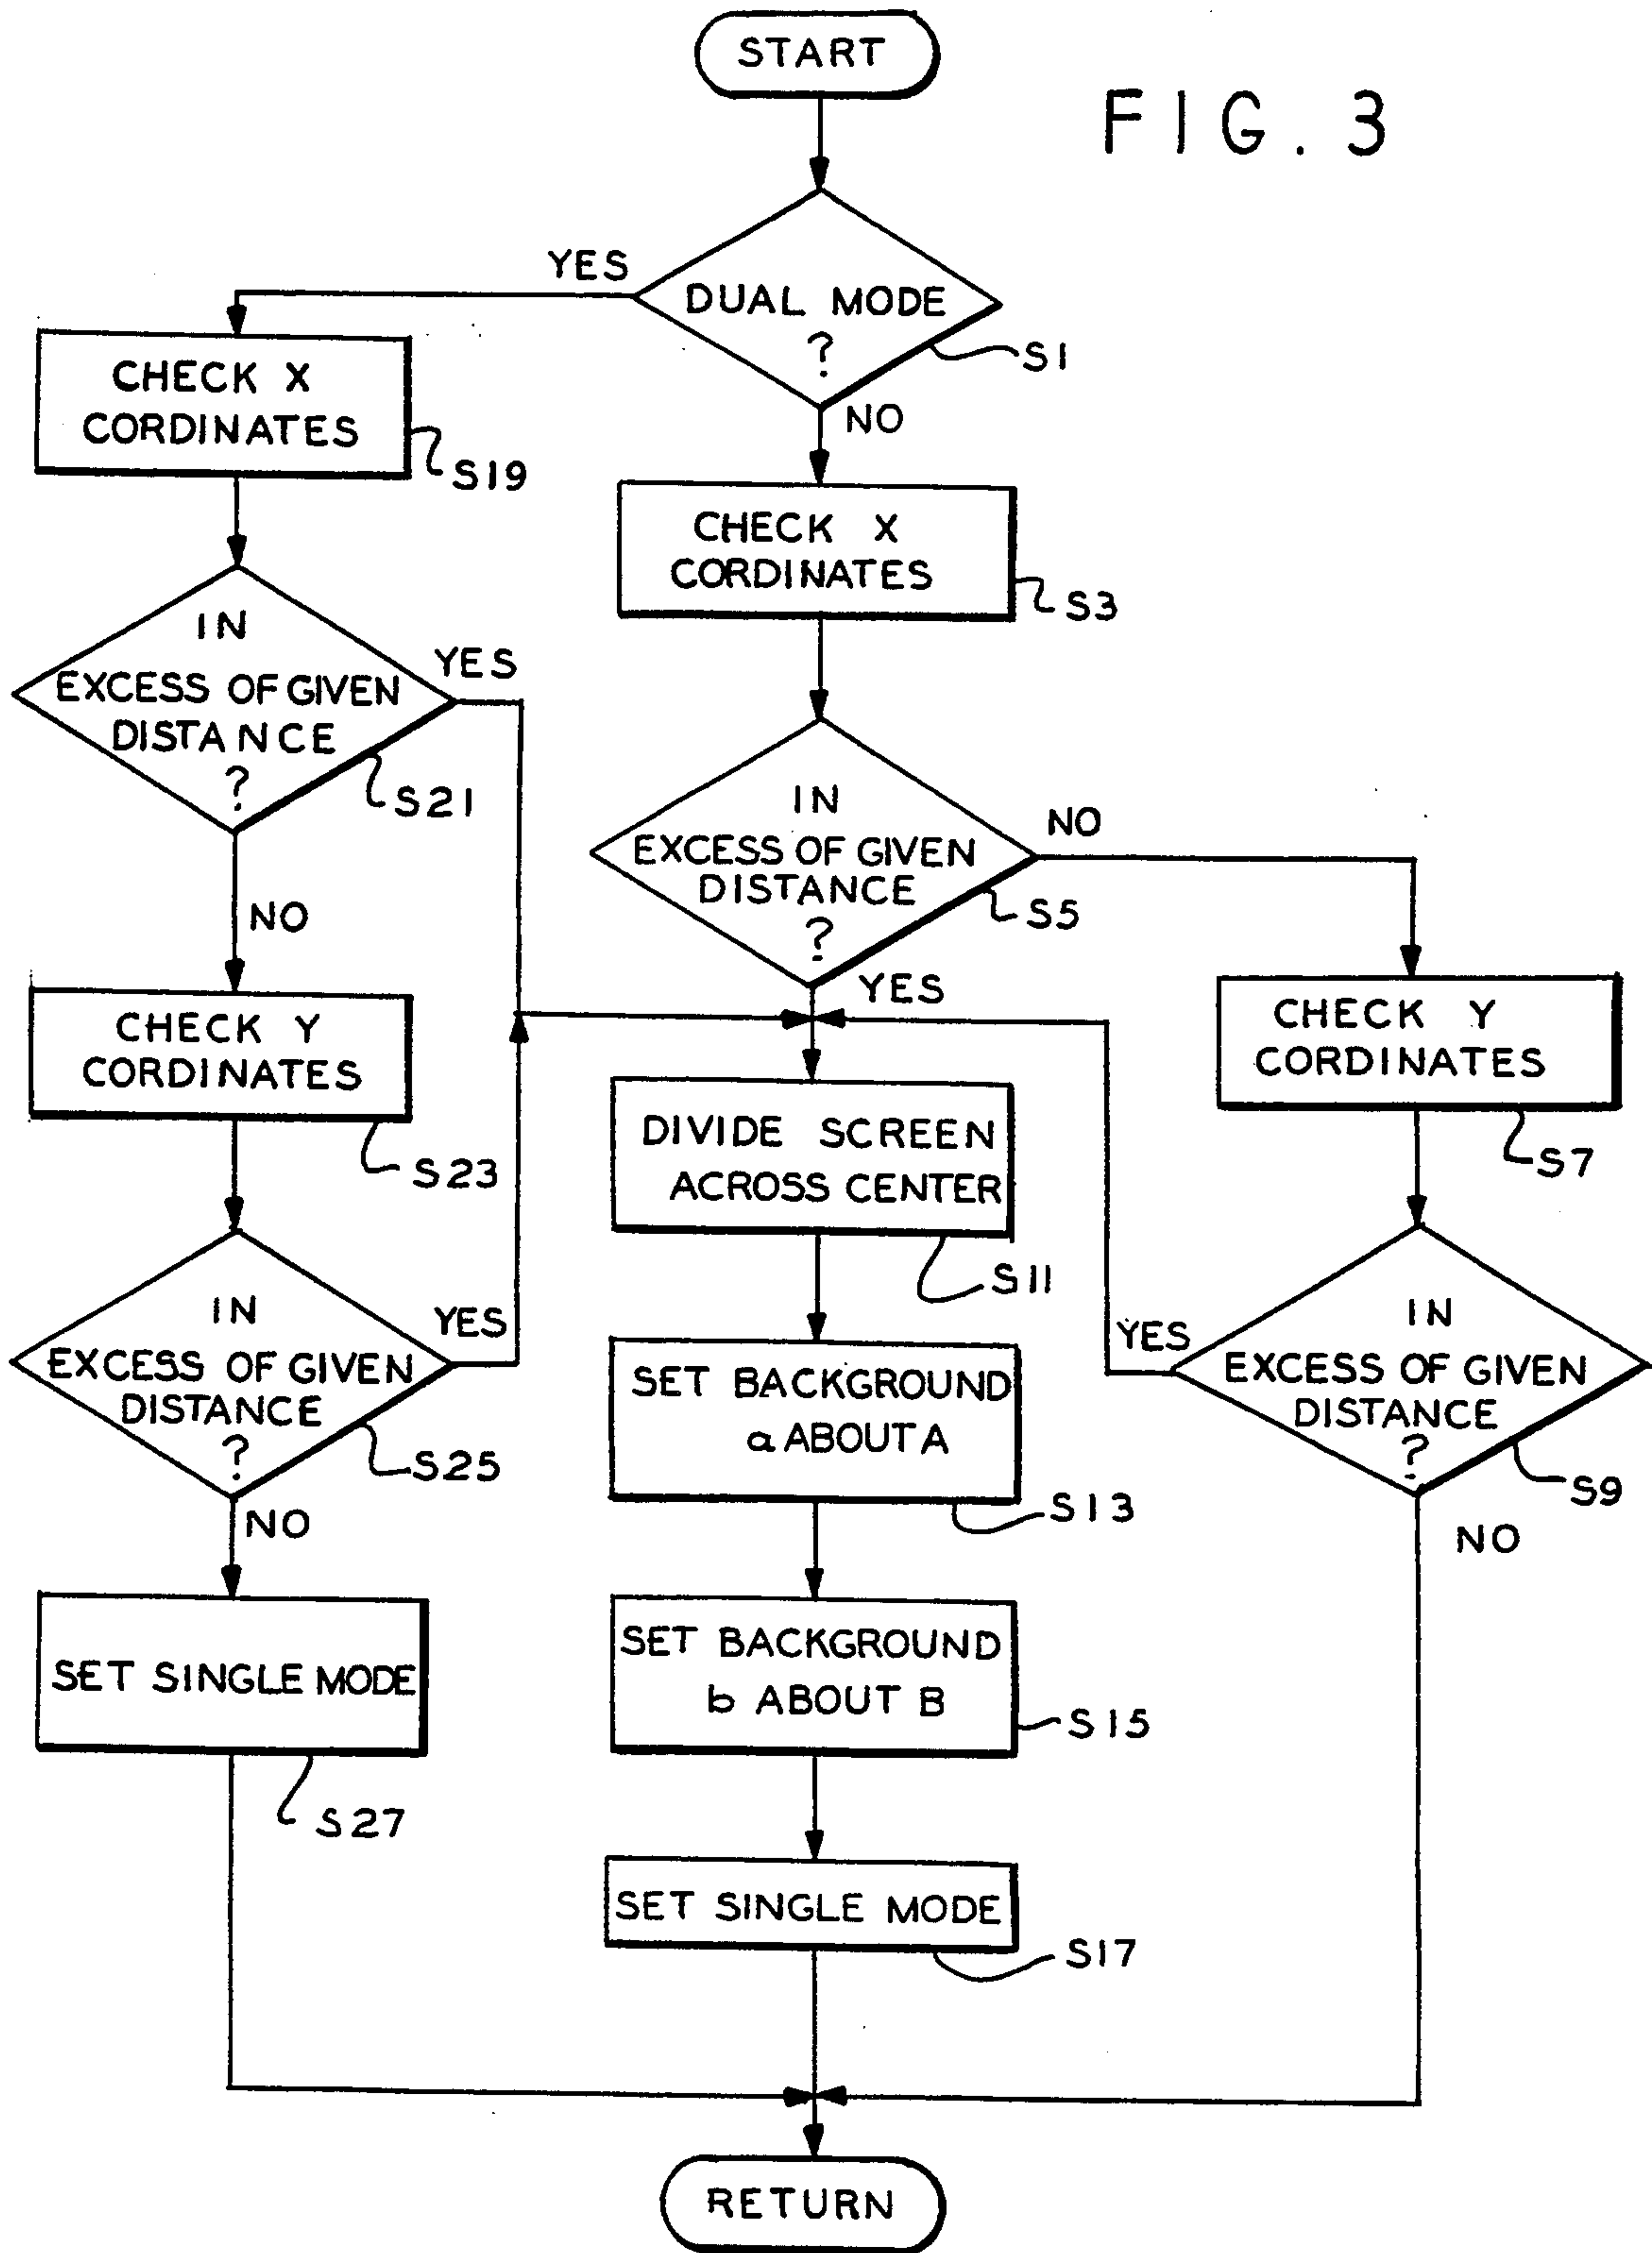 START
FIG. 3
YES
DUAL MODE
?
S1
NO
CHECK X
CORDINATES
S19
CHECK X
CORDINATES
S3
IN
EXCESS OF GIVEN
DISTANCE
?
YES
S21
NO
IN
EXCESS OF GIVEN
DISTANCE
?
NO
S5
YES
CHECK Y
CORDINATES
S23
CHECK Y
CORDINATES
S7
DIVIDE SCREEN
ACROSS CENTER
S11
IN
EXCESS OF GIVEN
DISTANCE
?
YES
S25
NO
SET BACKGROUND
a ABOUT A
S13
YES
IN
EXCESS OF GIVEN
DISTANCE
?
S9
NO
SET SINGLE MODE
S27
SET BACKGROUND
b ABOUT B
S15
SET SINGLE MODE
S17
RETURN